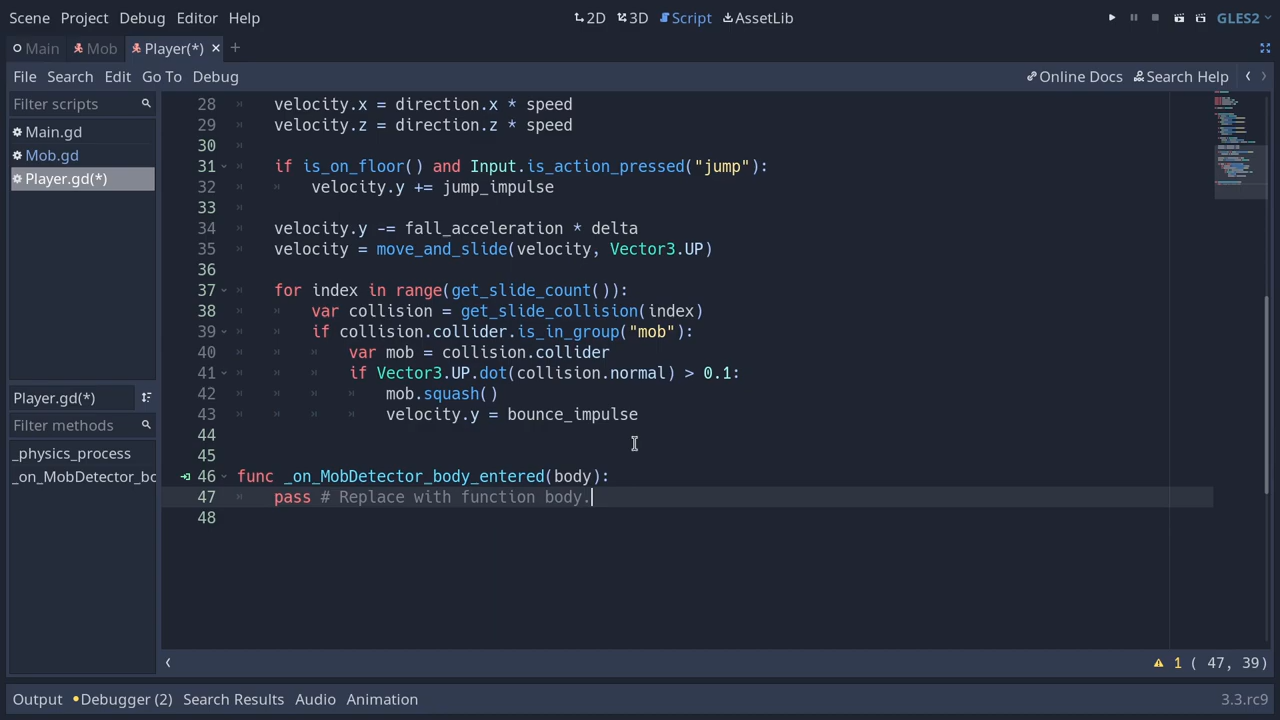 Scene Project Debug Editor Help 2D 3D Script AssetLib GLES2
Main Mob Player(*)
File Search Edit Go To Debug Online Docs Search Help
Filter scripts
Main.gd
Mob.gd
Player.gd(*)
Player.gd(*)
Filter methods
_physics_process
_on_MobDetector_bo
28 velocity.x = direction.x * speed
29 velocity.z = direction.z * speed
30
31 if is_on_floor() and Input.is_action_pressed("jump"):
32 velocity.y += jump_impulse
33
34 velocity.y -= fall_acceleration * delta
35 velocity = move_and_slide(velocity, Vector3.UP)
36
37 for index in range(get_slide_count()):
38 var collision = get_slide_collision(index)
39 if collision.collider.is_in_group("mob"):
40 var mob = collision.collider
41 if Vector3.UP.dot(collision.normal) > 0.1:
42 mob.squash()
43 velocity.y = bounce_impulse
44
45
46 func _on_MobDetector_body_entered(body):
47 pass # Replace with function body.
48
1 ( 47, 39)
Output Debugger (2) Search Results Audio Animation 3.3.rc9